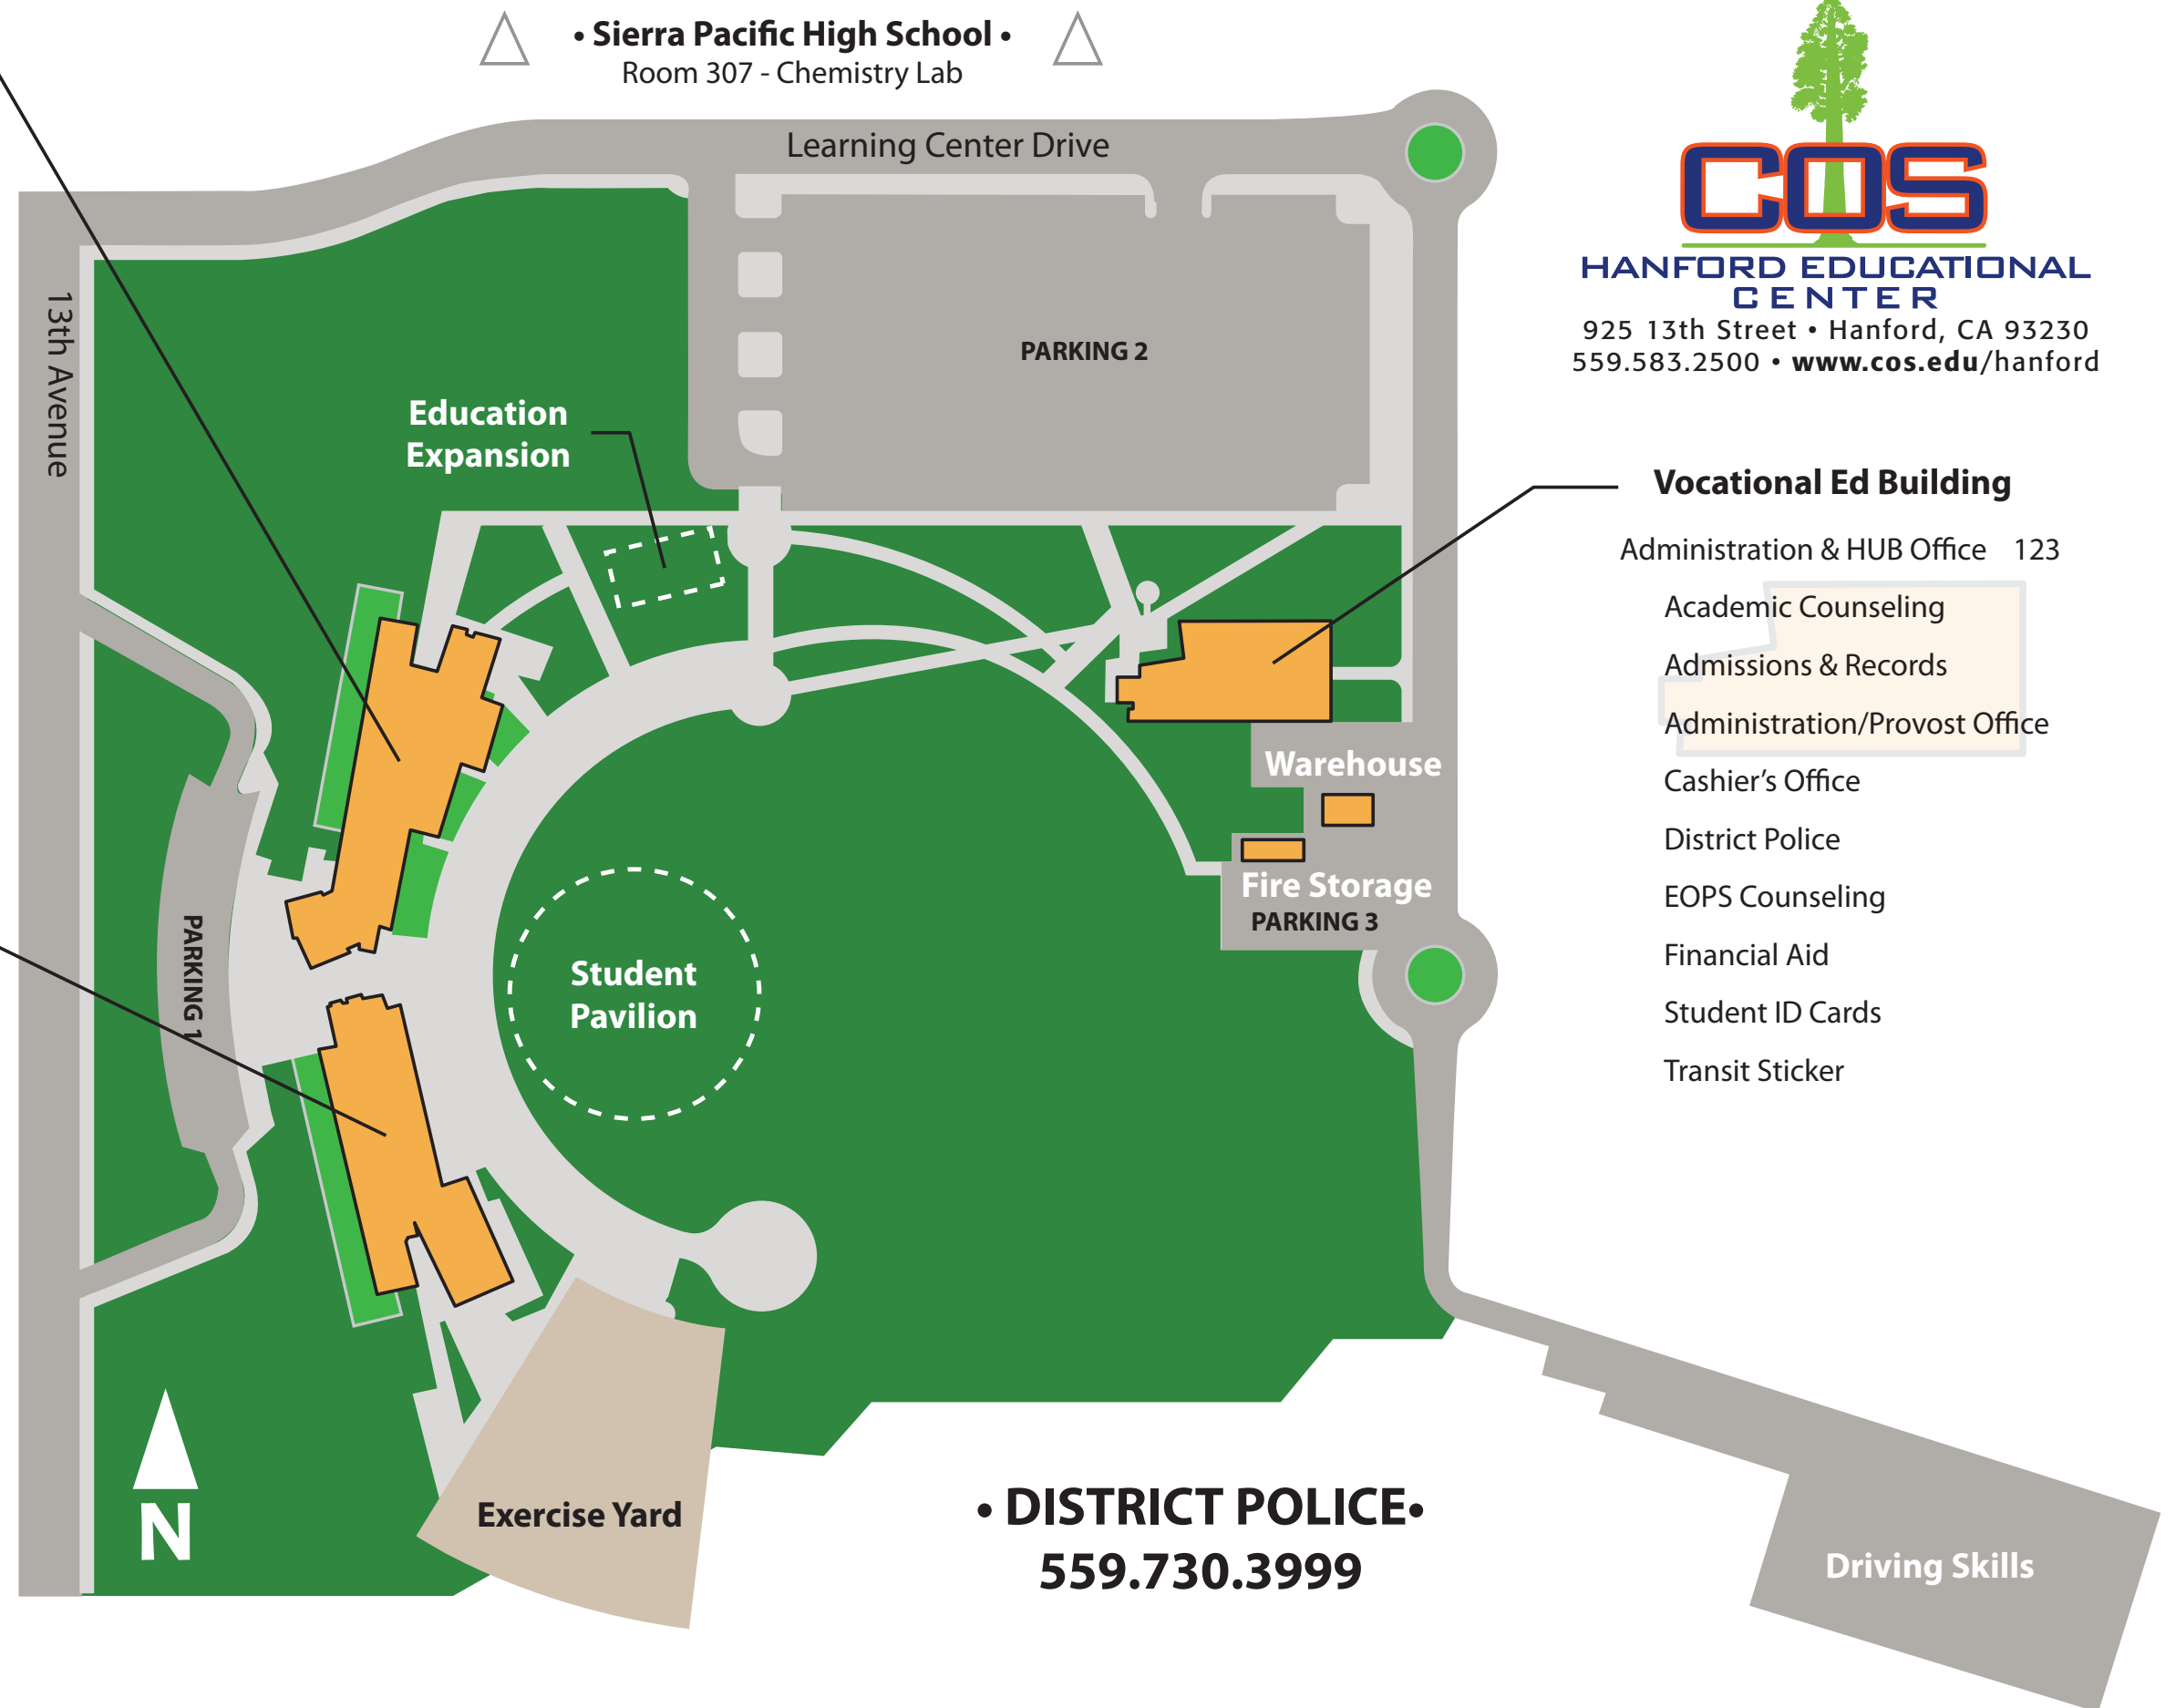 • Sierra Pacific High School •
Room 307 - Chemistry Lab
Learning Center Drive
COS
HANFORD EDUCATIONAL
CENTER
925 13th Street • Hanford, CA 93230
559.583.2500 • www.cos.edu/hanford
13th Avenue
PARKING 2
Education
Expansion
Vocational Ed Building
Administration & HUB Office 123
Academic Counseling
Admissions & Records
Administration/Provost Office
Cashier's Office
District Police
EOPS Counseling
Financial Aid
Student ID Cards
Transit Sticker
Warehouse
Fire Storage
PARKING 3
PARKING 1
Student
Pavilion
N
Exercise Yard
• DISTRICT POLICE•
559.730.3999
Driving Skills